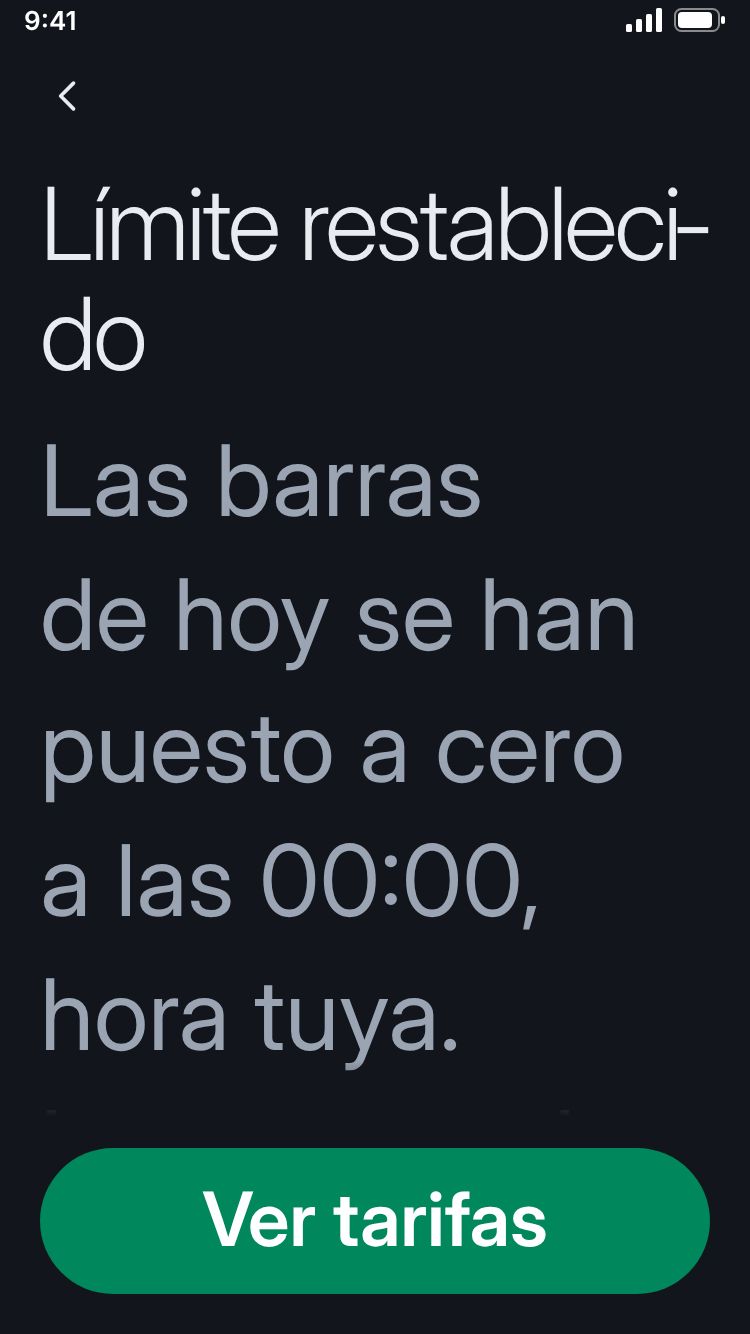 9:41
Límite restableci-
do
Las barras
de hoy se han
puesto a cero
a las 00:00,
hora tuya.
Ver tarifas